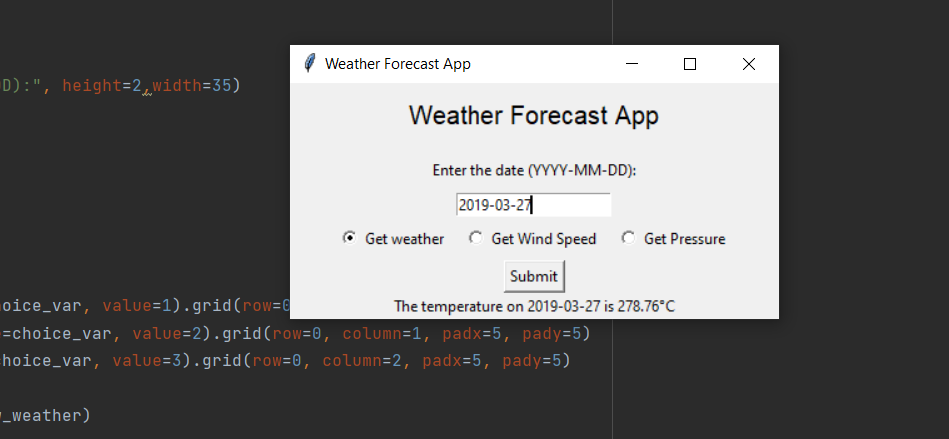 D):", height=2,width=35)
Weather Forecast App
Weather Forecast App
Enter the date (YYYY-MM-DD):
2019-03-27
Get weather Get Wind Speed Get Pressure
Submit
The temperature on 2019-03-27 is 278.76°C
oice_var, value=1).grid(row=0
=choice_var, value=2).grid(row=0, column=1, padx=5, pady=5)
choice_var, value=3).grid(row=0, column=2, padx=5, pady=5)
_weather)